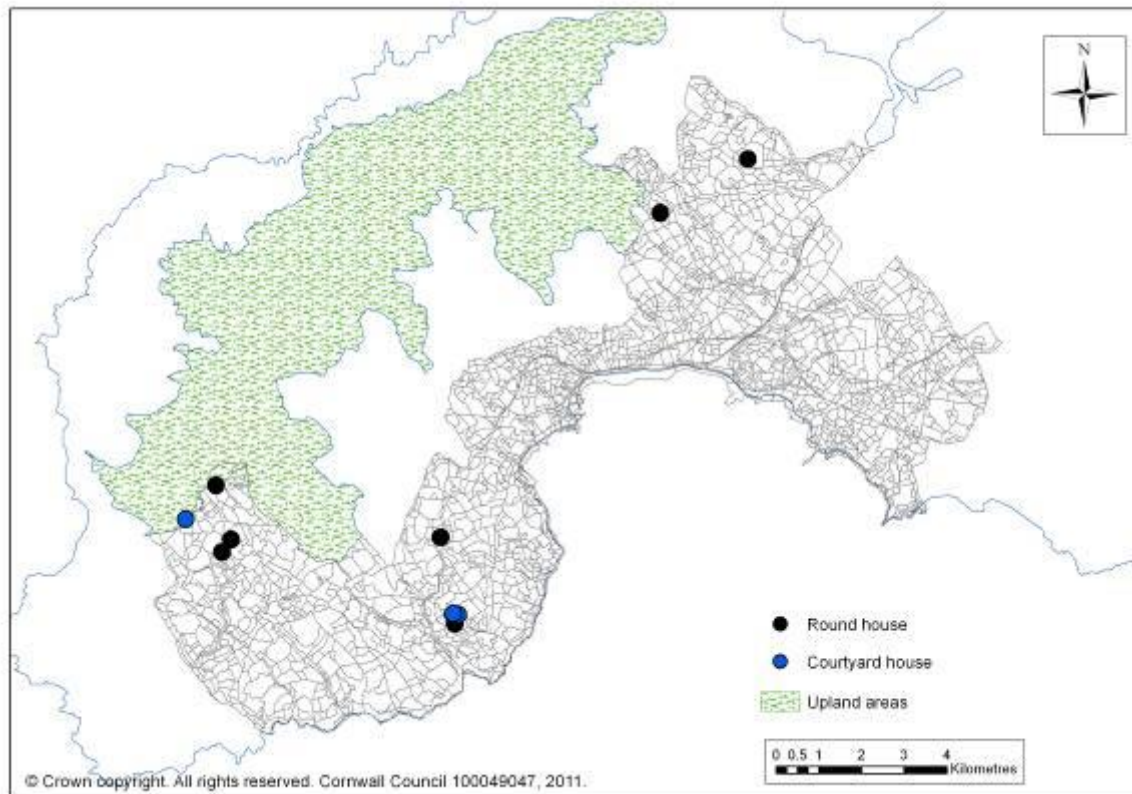 N
Round house
Courtyard house
Upland areas
0 0.5 1 2 3 4
Kilometres
© Crown copyright. All rights reserved. Cornwall Council 100049047, 2011.